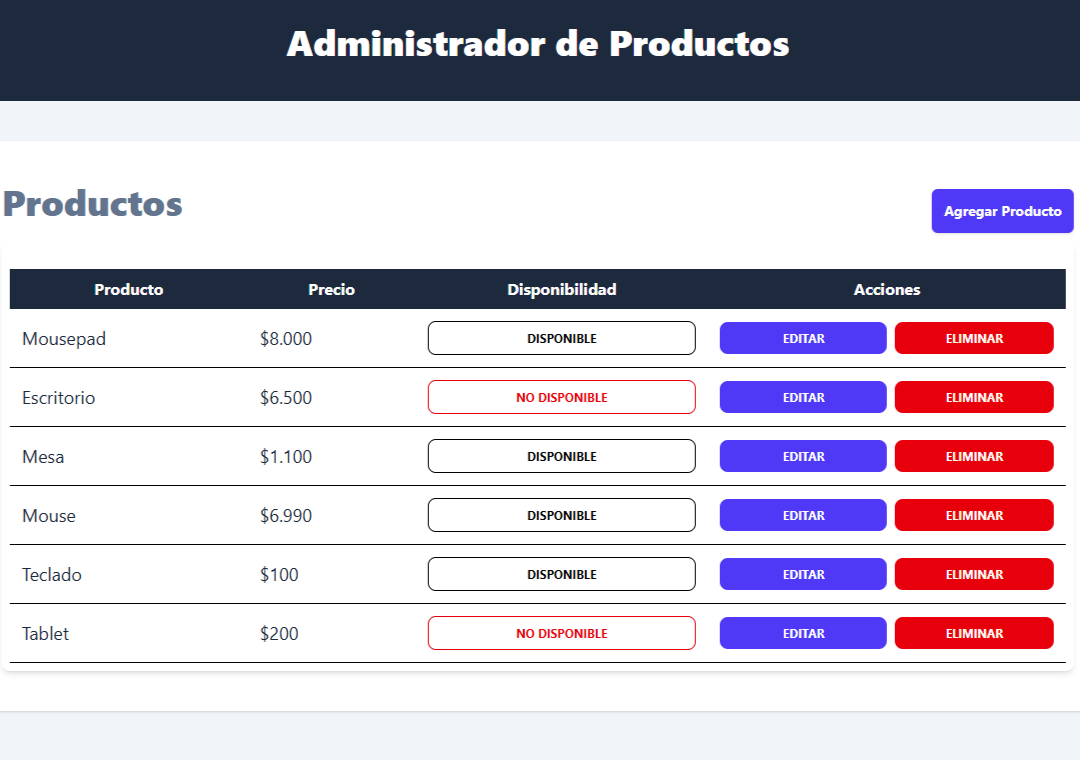 Administrador de Productos
Productos
Agregar Producto
Producto Precio Disponibilidad Acciones
Mousepad $8.000 DISPONIBLE EDITAR ELIMINAR
Escritorio $6.500 NO DISPONIBLE EDITAR ELIMINAR
Mesa $1.100 DISPONIBLE EDITAR ELIMINAR
Mouse $6.990 DISPONIBLE EDITAR ELIMINAR
Teclado $100 DISPONIBLE EDITAR ELIMINAR
Tablet $200 NO DISPONIBLE EDITAR ELIMINAR